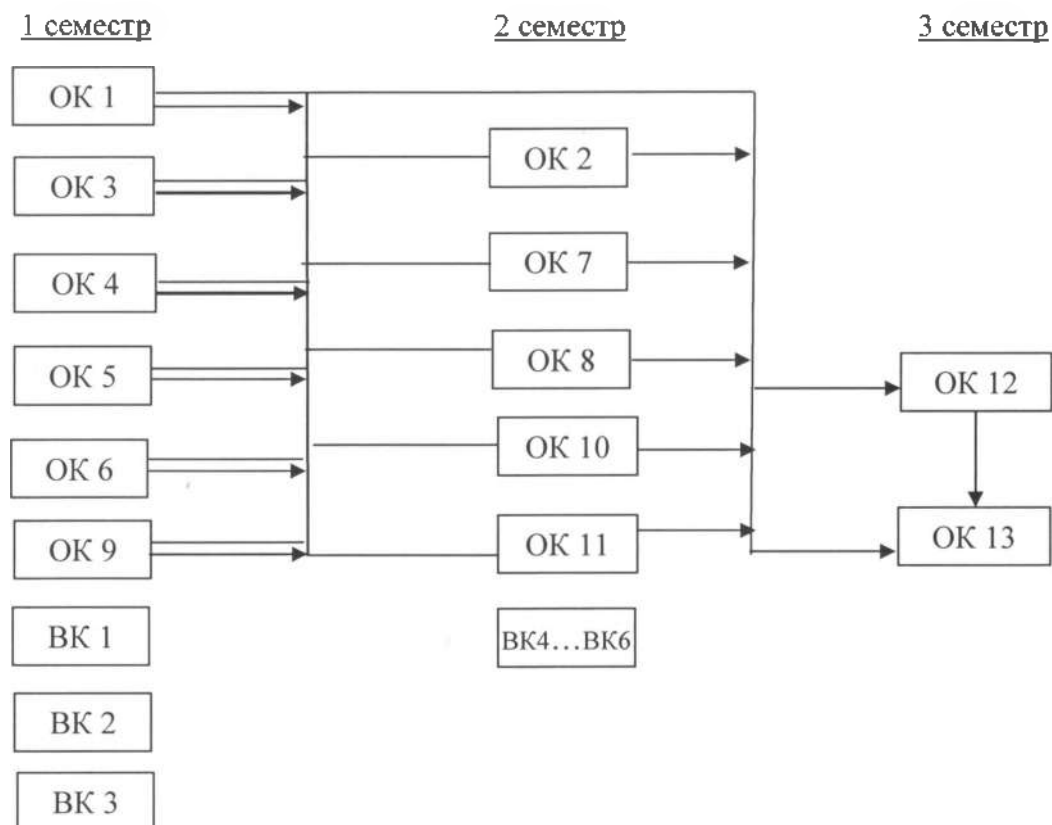 1 семестр
2 семестр
3 семестр
ОК 1
ОК 3
ОК 4
ОК 5
ОК 6
ОК 9
ВК 1
ВК 2
ВК 3
ОК 2
ОК 7
ОК 8
ОК 10
ОК 11
ВК4...ВК6
ОК 12
ОК 13